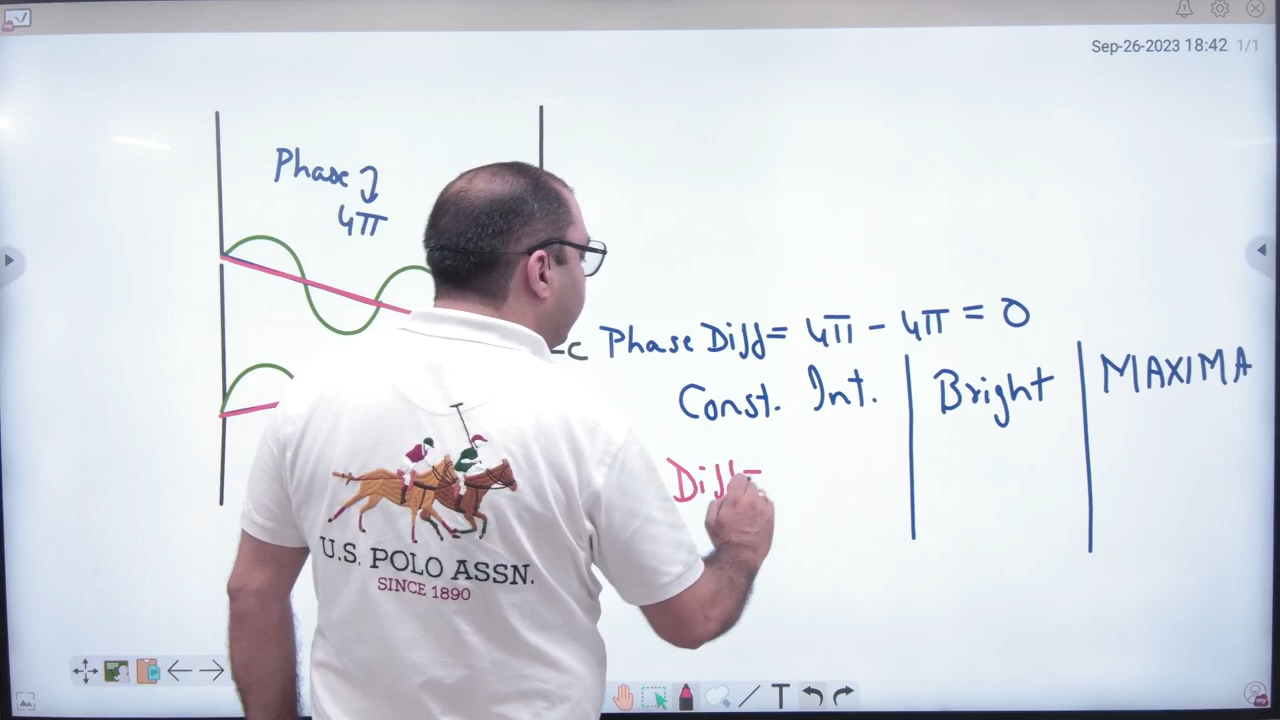 Sep-26-2023 18:42 1/1
Phase
4π
C Phase Diff = 4π - 4π = 0
Const. Int. | Bright | MAXIMA
Diff =
U.S. POLO ASSN.
SINCE 1890
T